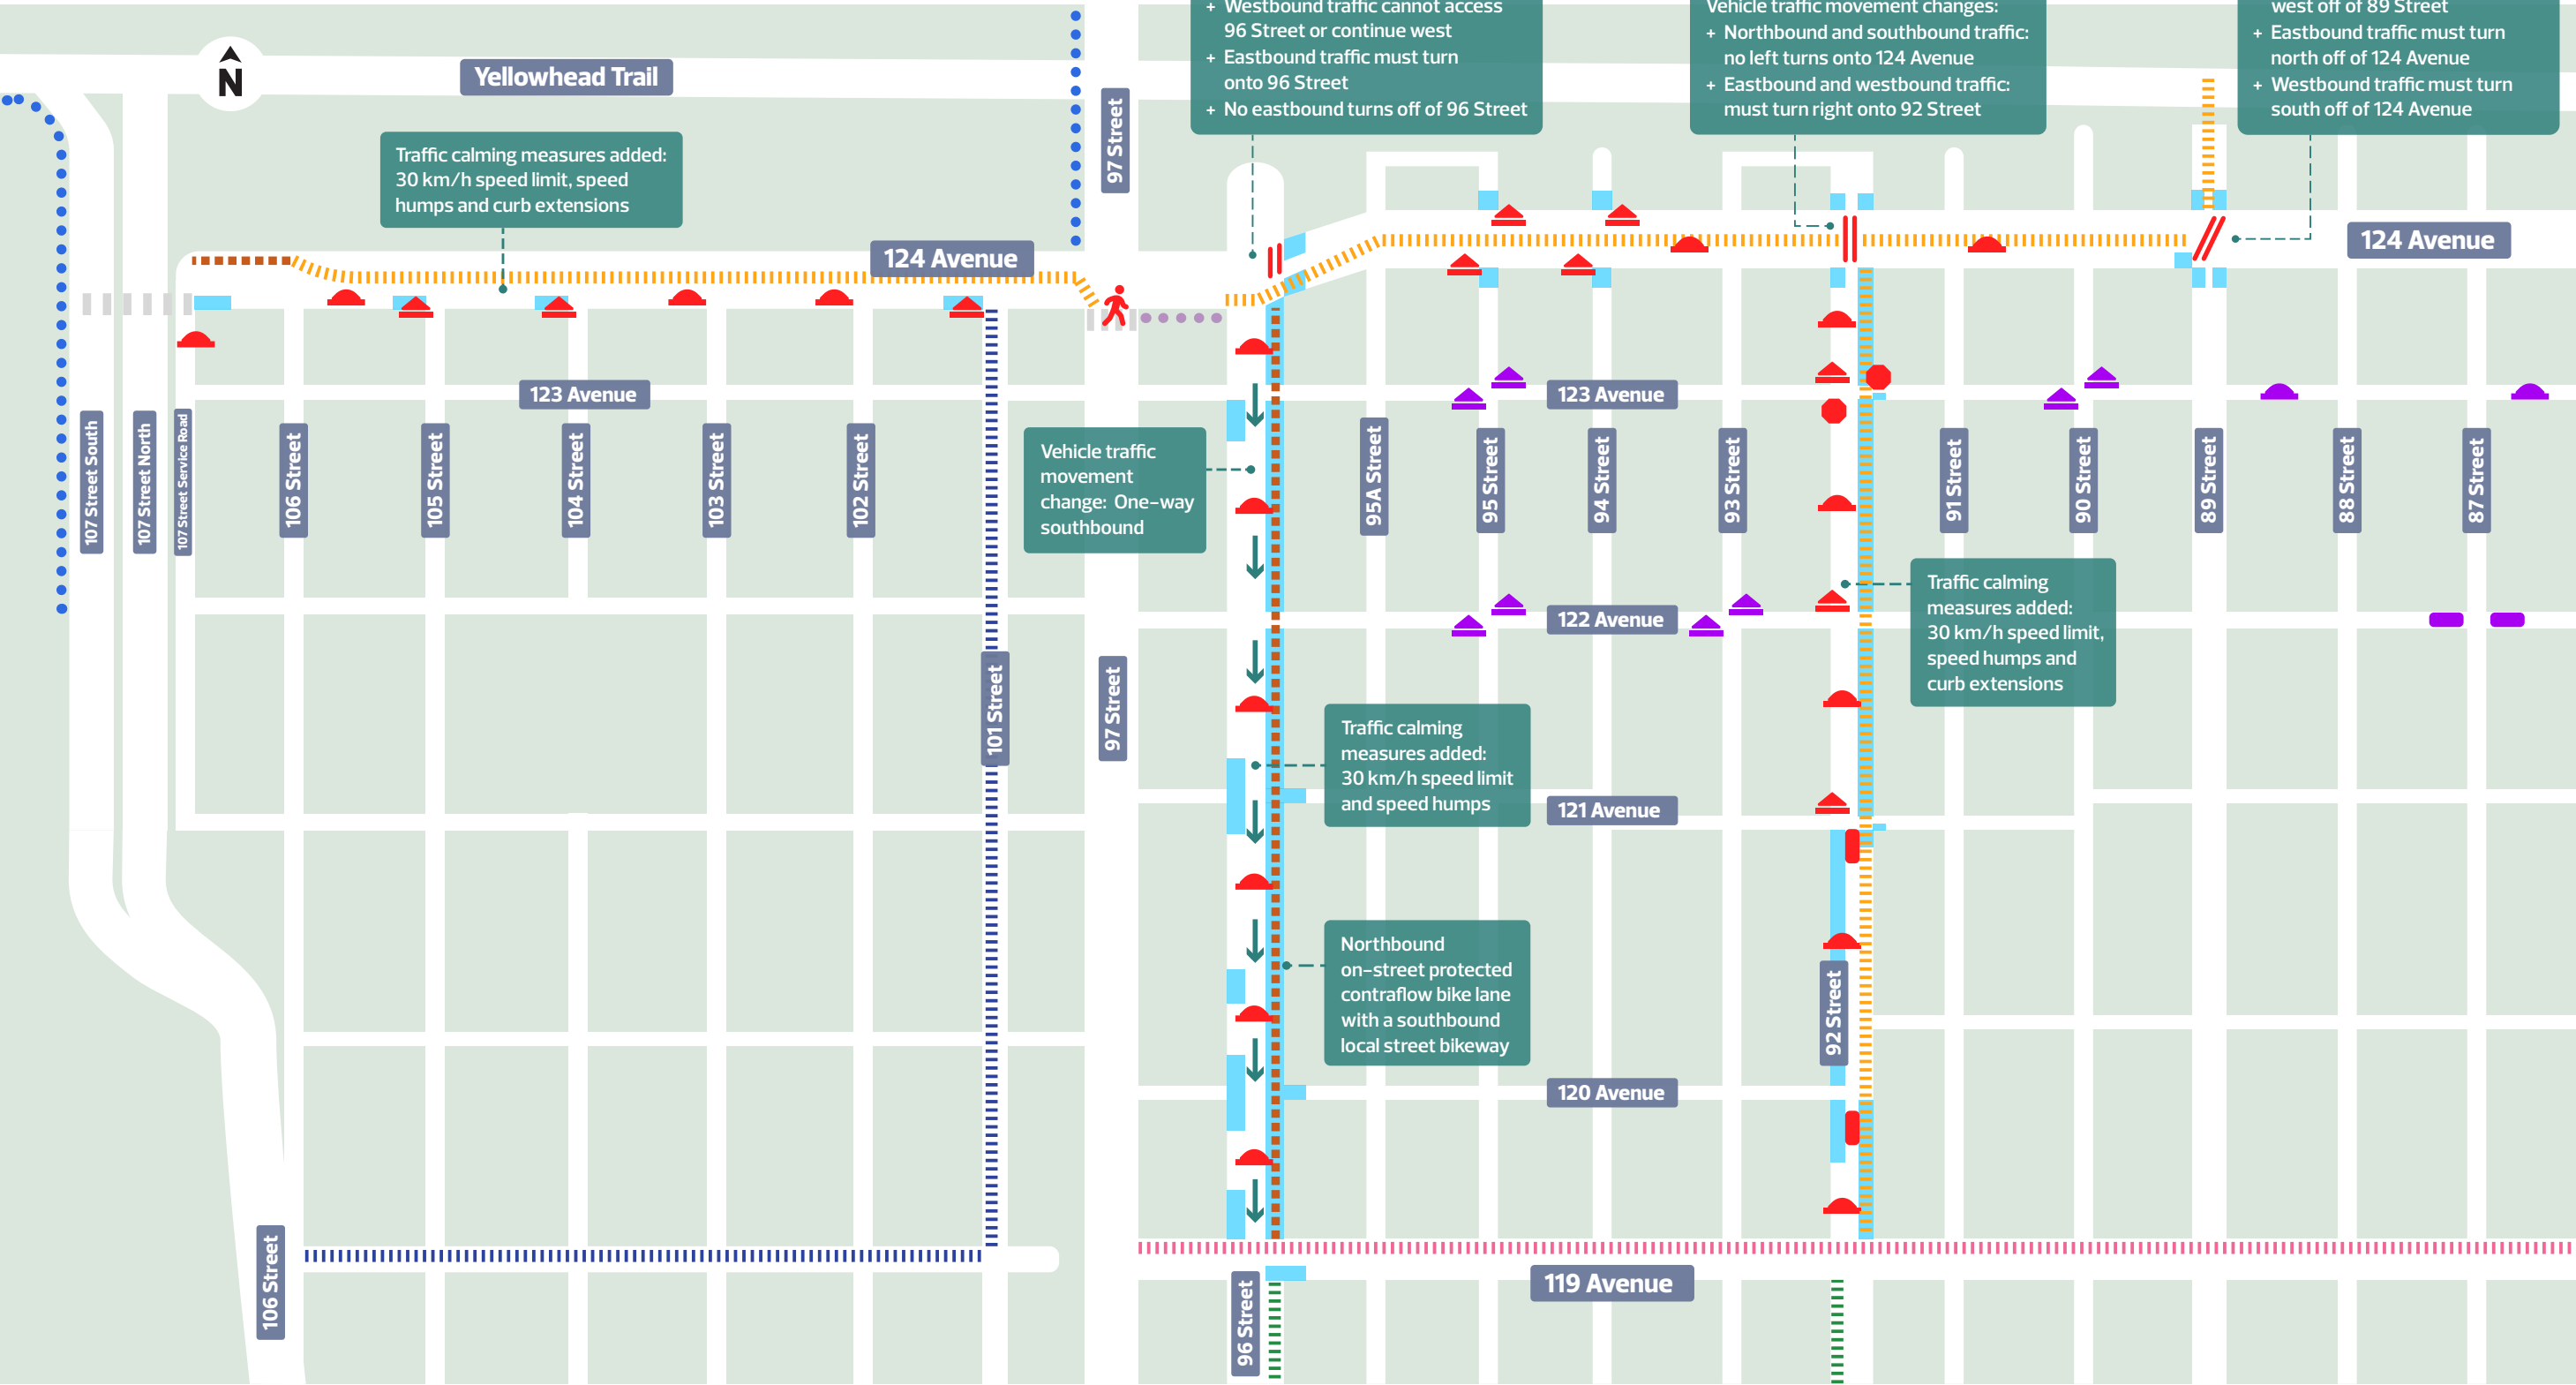 + Westbound traffic cannot access
96 Street or continue west
+ Eastbound traffic must turn
onto 96 Street
+ No eastbound turns off of 96 Street
Vehicle traffic movement changes:
+ Northbound and southbound traffic:
no left turns onto 124 Avenue
+ Eastbound and westbound traffic:
must turn right onto 92 Street
west off of 89 Street
+ Eastbound traffic must turn
north off of 124 Avenue
+ Westbound traffic must turn
south off of 124 Avenue
N
Yellowhead Trail
97 Street
Traffic calming measures added:
30 km/h speed limit, speed
humps and curb extensions
124 Avenue
124 Avenue
123 Avenue
123 Avenue
107 Street South
107 Street North
107 Street Service Road
106 Street
105 Street
104 Street
103 Street
102 Street
Vehicle traffic
movement
change: One-way
southbound
95A Street
95 Street
94 Street
93 Street
91 Street
90 Street
89 Street
88 Street
87 Street
122 Avenue
Traffic calming
measures added:
30 km/h speed limit,
speed humps and
curb extensions
101 Street
97 Street
Traffic calming
measures added:
30 km/h speed limit
and speed humps
121 Avenue
Northbound
on-street protected
contraflow bike lane
with a southbound
local street bikeway
92 Street
120 Avenue
106 Street
96 Street
119 Avenue